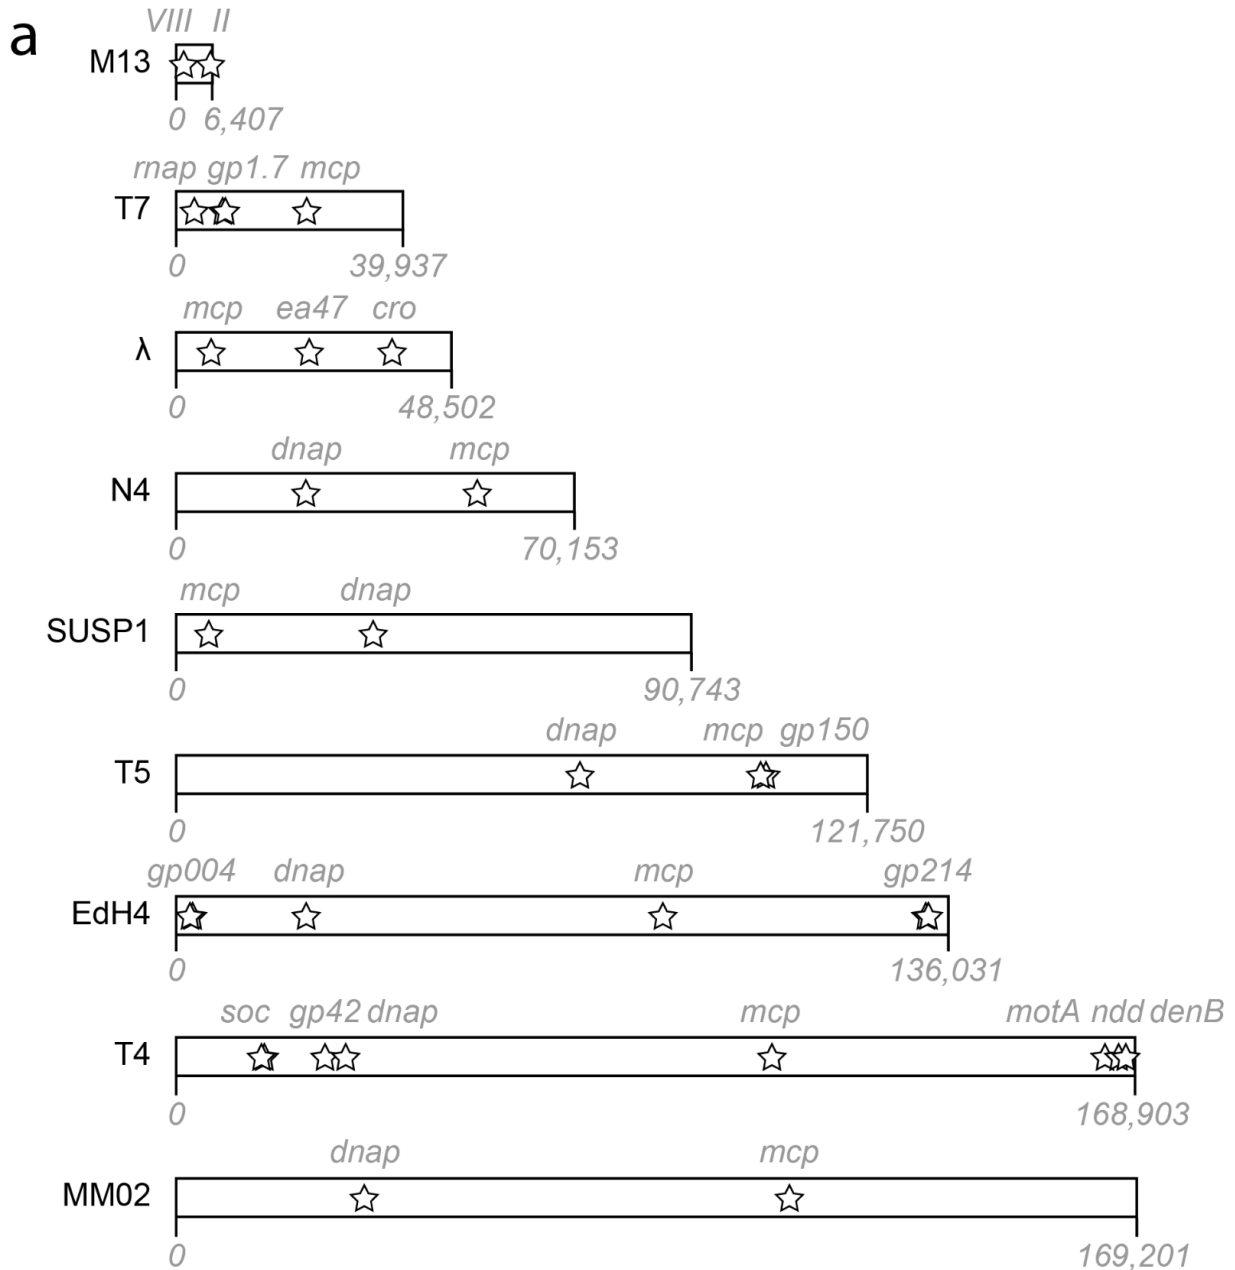 a
VIII II
M13
0 6,407
rnap gp1.7 mcp
T7
0 39,937
mcp ea47 cro
λ
0 48,502
dnap mcp
N4
0 70,153
mcp dnap
SUSP1
0 90,743
dnap mcp gp150
T5
0 121,750
gp004 dnap mcp gp214
EdH4
0 136,031
soc gp42 dnap mcp motA ndd denB
T4
0 168,903
dnap mcp
MM02
0 169,201